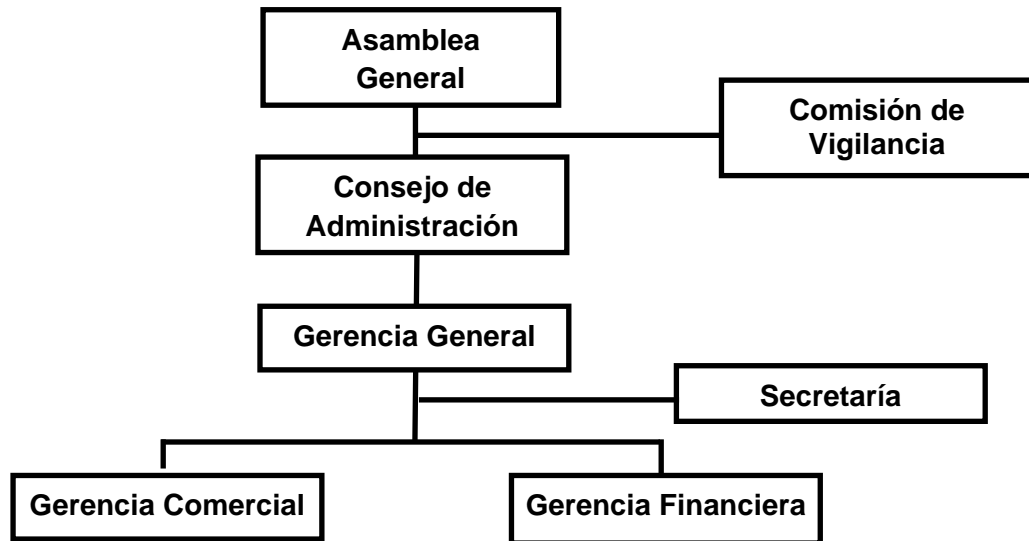 Asamblea
General
Comisión de
Vigilancia
Consejo de
Administración
Gerencia General
Secretaría
Gerencia Comercial
Gerencia Financiera